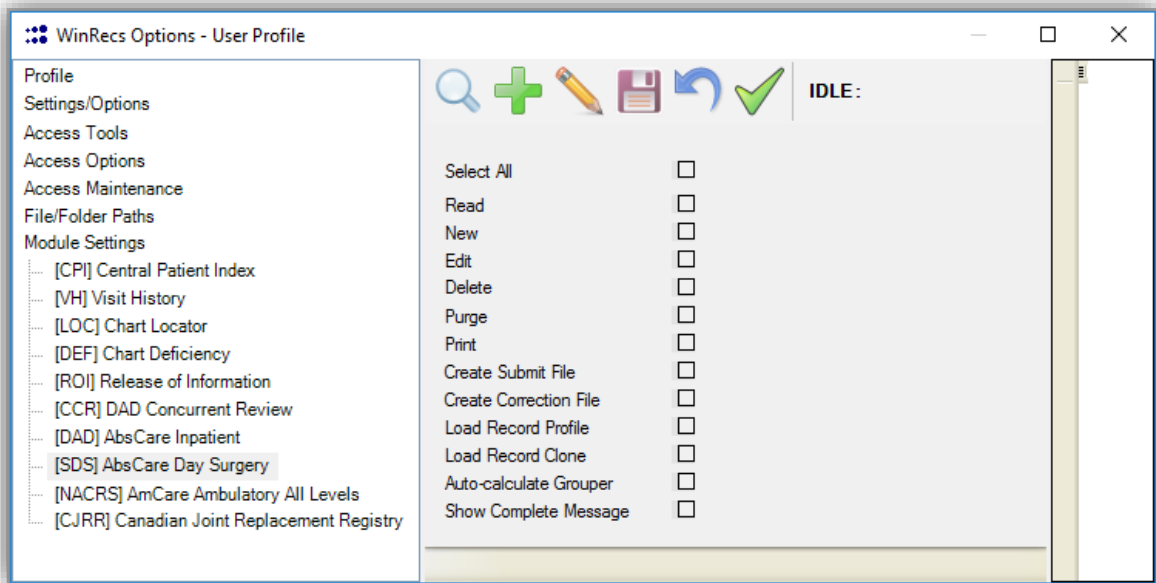 WinRecs Options - User Profile
Profile
Settings/Options
Access Tools
Access Options
Access Maintenance
File/Folder Paths
Module Settings
[CPI] Central Patient Index
[VH] Visit History
[LOC] Chart Locator
[DEF] Chart Deficiency
[ROI] Release of Information
[CCR] DAD Concurrent Review
[DAD] AbsCare Inpatient
[SDS] AbsCare Day Surgery
[NACRS] AmCare Ambulatory All Levels
[CJRR] Canadian Joint Replacement Registry
IDLE:
Select All
Read
New
Edit
Delete
Purge
Print
Create Submit File
Create Correction File
Load Record Profile
Load Record Clone
Auto-calculate Grouper
Show Complete Message